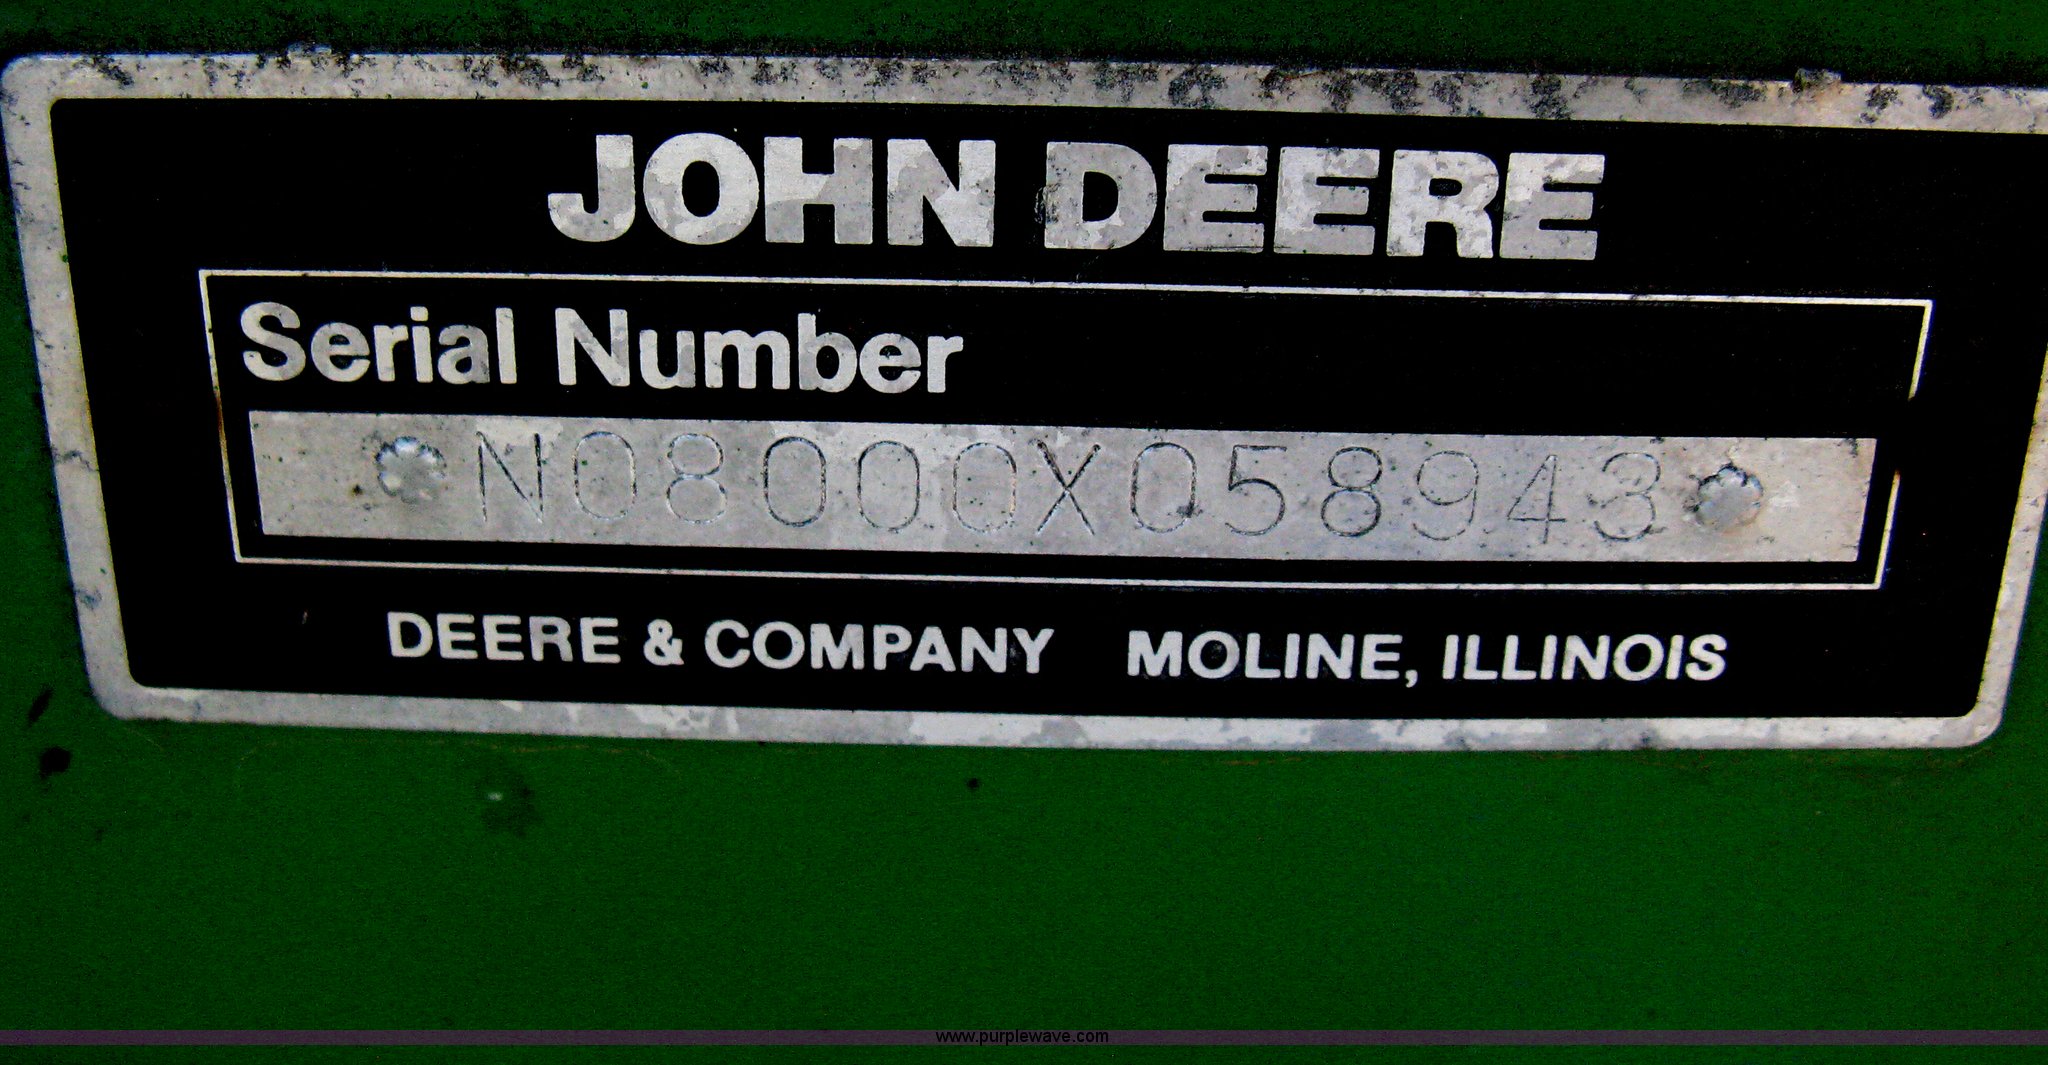 JOHN DEERE
Serial Number
*N08000X058943*
DEERE & COMPANY MOLINE, ILLINOIS
www.purplewave.com